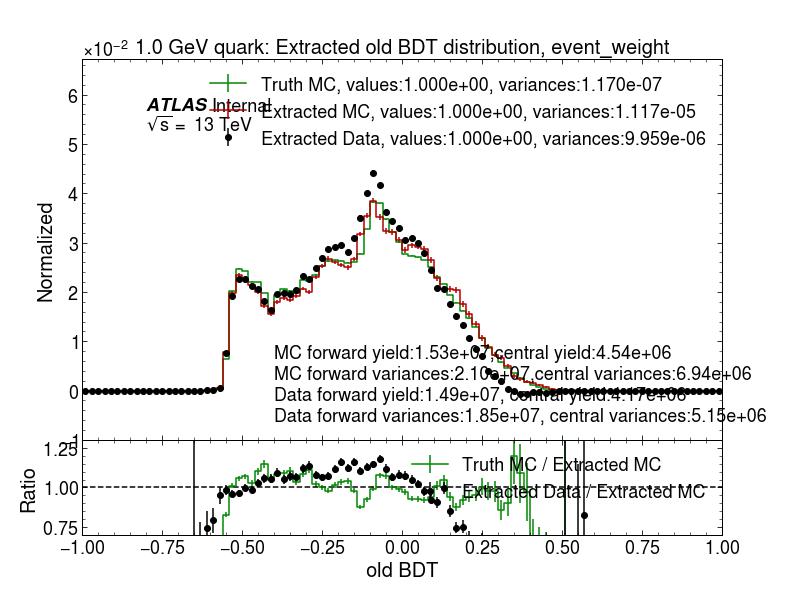 ×10⁻² 1.0 GeV quark: Extracted old BDT distribution, event_weight
Truth MC, values:1.000e+00, variances:1.170e-07
ATLAS Internal
Extracted MC, values:1.000e+00, variances:1.117e-05
√s = 13 TeV
Extracted Data, values:1.000e+00, variances:9.959e-06
6
5
4
3
2
1
0
1
Normalized
MC forward yield:1.53e+07,central yield:4.54e+06
MC forward variances:2.10e+07,central variances:6.94e+06
Data forward yield:1.49e+07, central yield:4.17e+06
Data forward variances:1.85e+07, central variances:5.15e+06
1.25
1.00
0.75
Ratio
Truth MC / Extracted MC
Extracted Data / Extracted MC
−1.00 −0.75 −0.50 −0.25 0.00 0.25 0.50 0.75 1.00
old BDT